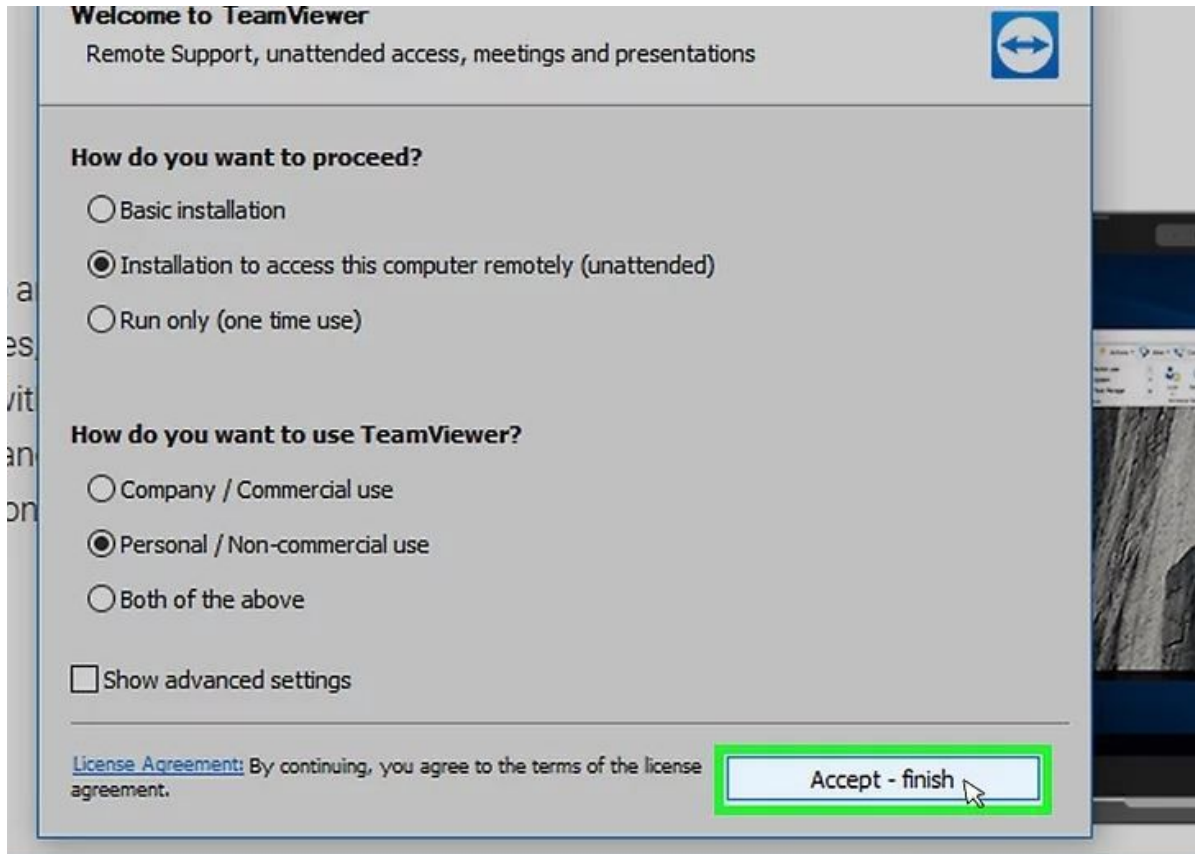 Welcome to TeamViewer
Remote Support, unattended access, meetings and presentations
How do you want to proceed?
Basic installation
Installation to access this computer remotely (unattended)
Run only (one time use)
How do you want to use TeamViewer?
Company / Commercial use
Personal / Non-commercial use
Both of the above
Show advanced settings
License Agreement: By continuing, you agree to the terms of the license
agreement.
Accept - finish